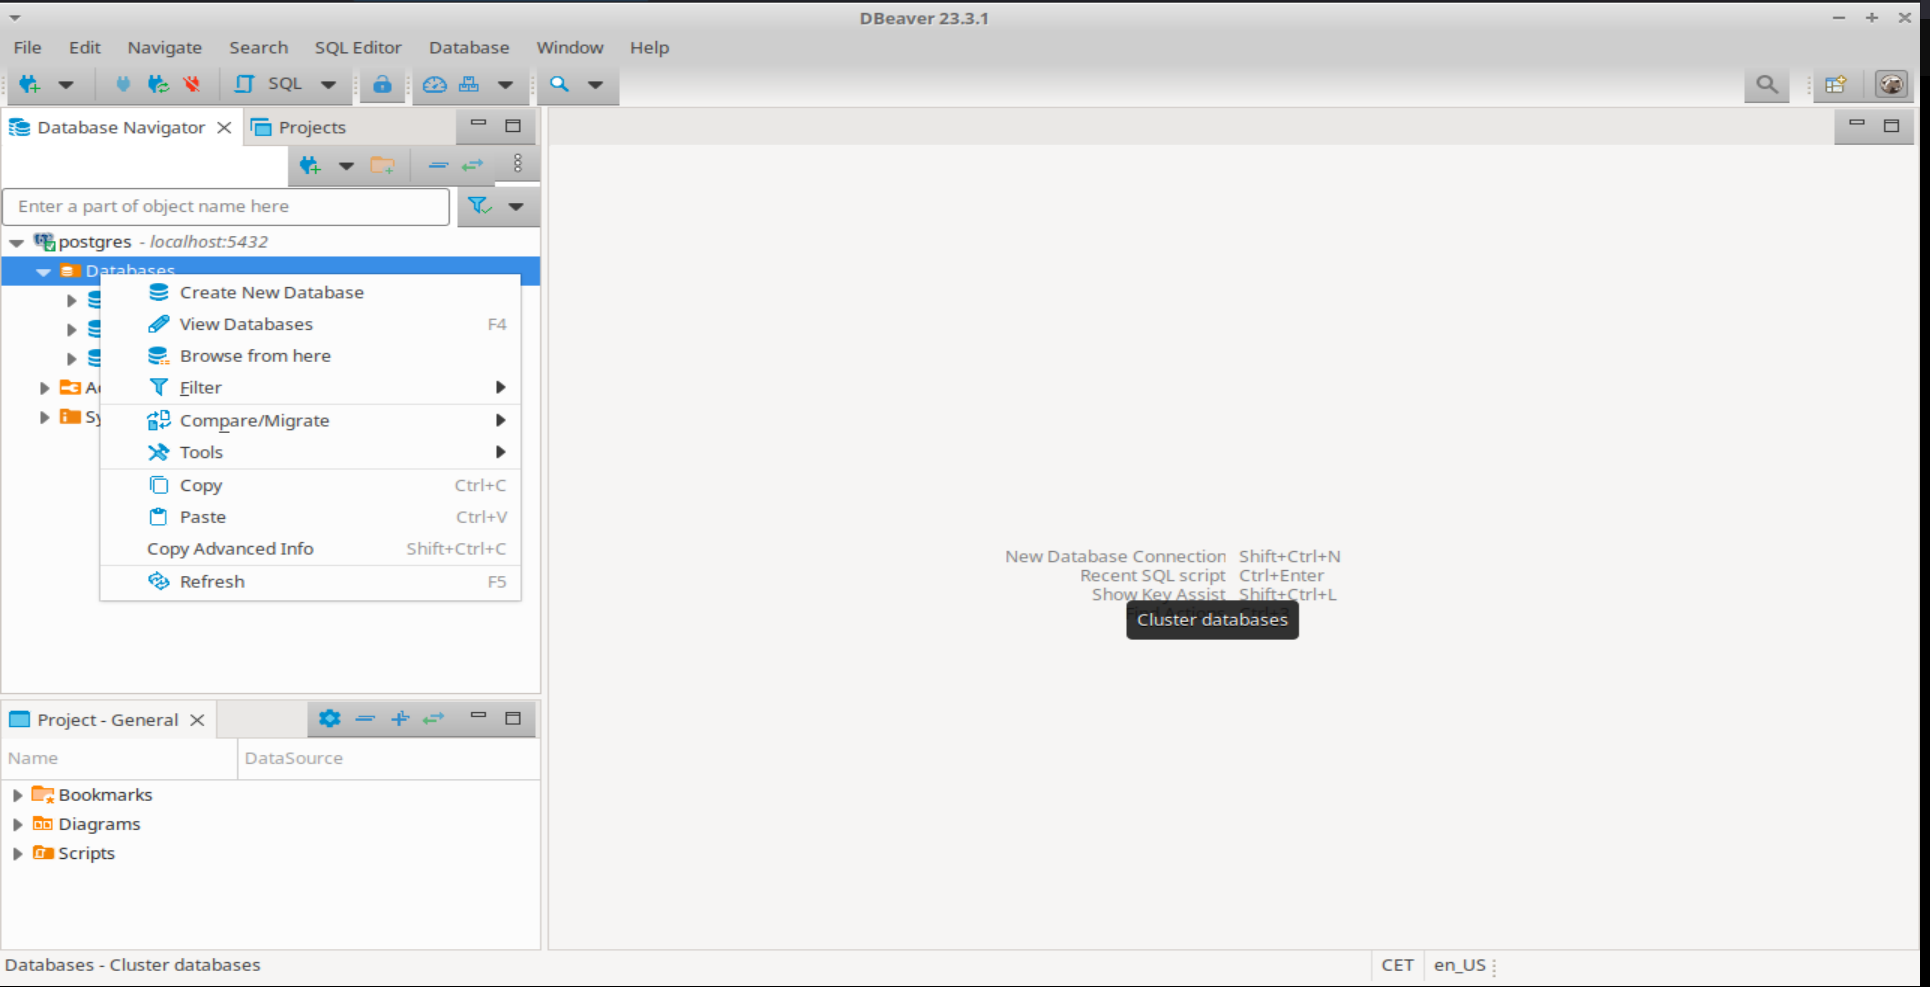 DBeaver 23.3.1
File Edit Navigate Search SQL Editor Database Window Help
SQL
Database Navigator Projects
Enter a part of object name here
postgres - localhost:5432
Databases
Create New Database
View Databases F4
Browse from here
Filter
Compare/Migrate
Tools
Copy Ctrl+C
Paste Ctrl+V
Copy Advanced Info Shift+Ctrl+C
Refresh F5
New Database Connection Shift+Ctrl+N
Recent SQL script Ctrl+Enter
Show Key Assist Shift+Ctrl+L
Find Actions Ctrl+3
Cluster databases
Project - General
Name DataSource
Bookmarks
Diagrams
Scripts
Databases - Cluster databases CET en_US